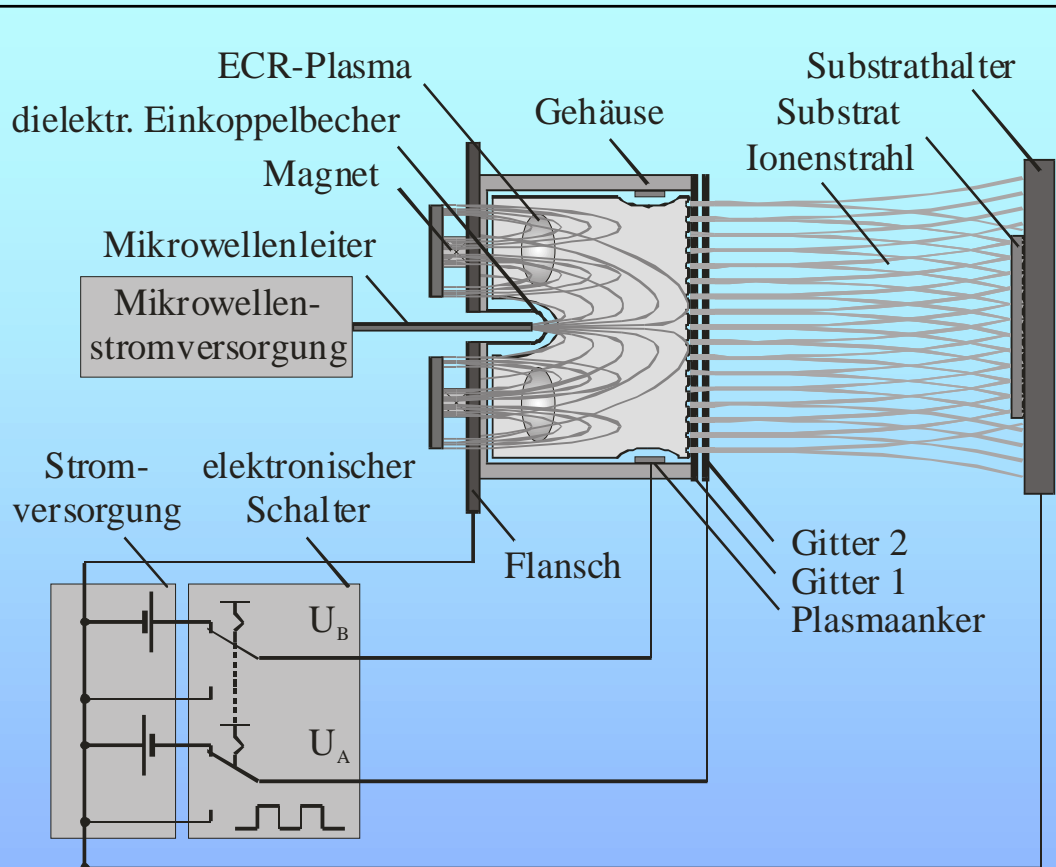 ECR-Plasma
dielektr. Einkoppelbecher
Magnet
Mikrowellenleiter
Mikrowellen-
stromversorgung
Gehäuse
Substrathalter
Substrat
Ionenstrahl
Strom-
versorgung
elektronischer
Schalter
Flansch
Gitter 2
Gitter 1
Plasmaanker
U_B
U_A